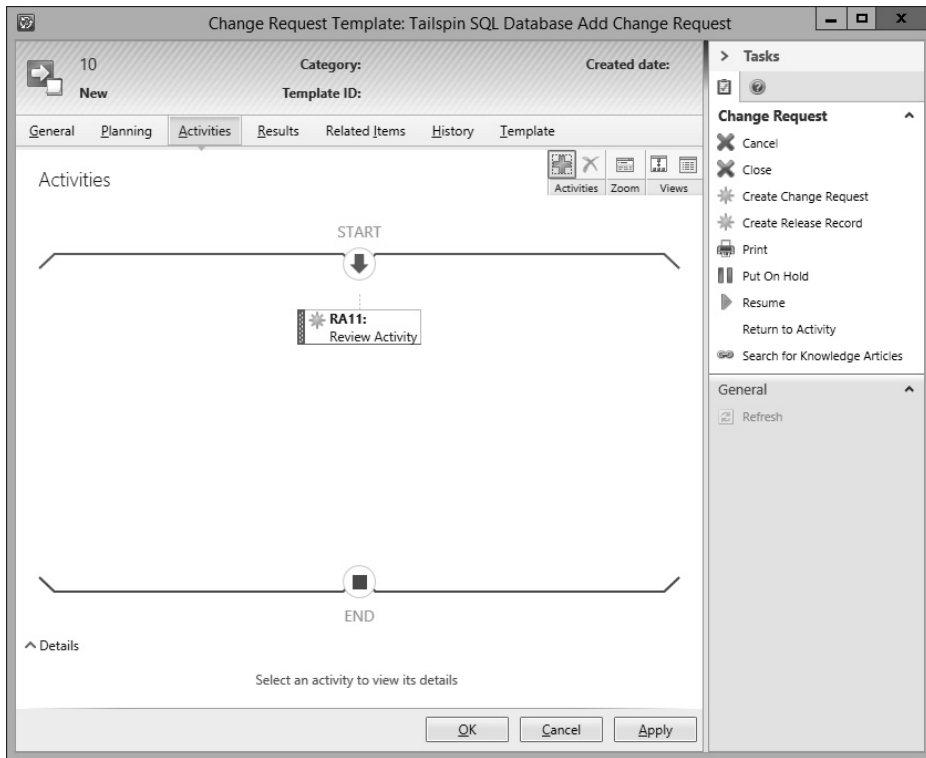 Change Request Template: Tailspin SQL Database Add Change Request
10
Category:
Created date:
New
Template ID:
General Planning Activities Results Related Items History Template
Activities
Activities Zoom Views
START
RA11:
Review Activity
END
Details
Select an activity to view its details
OK Cancel Apply
Tasks
Change Request
Cancel
Close
Create Change Request
Create Release Record
Print
Put On Hold
Resume
Return to Activity
Search for Knowledge Articles
General
Refresh